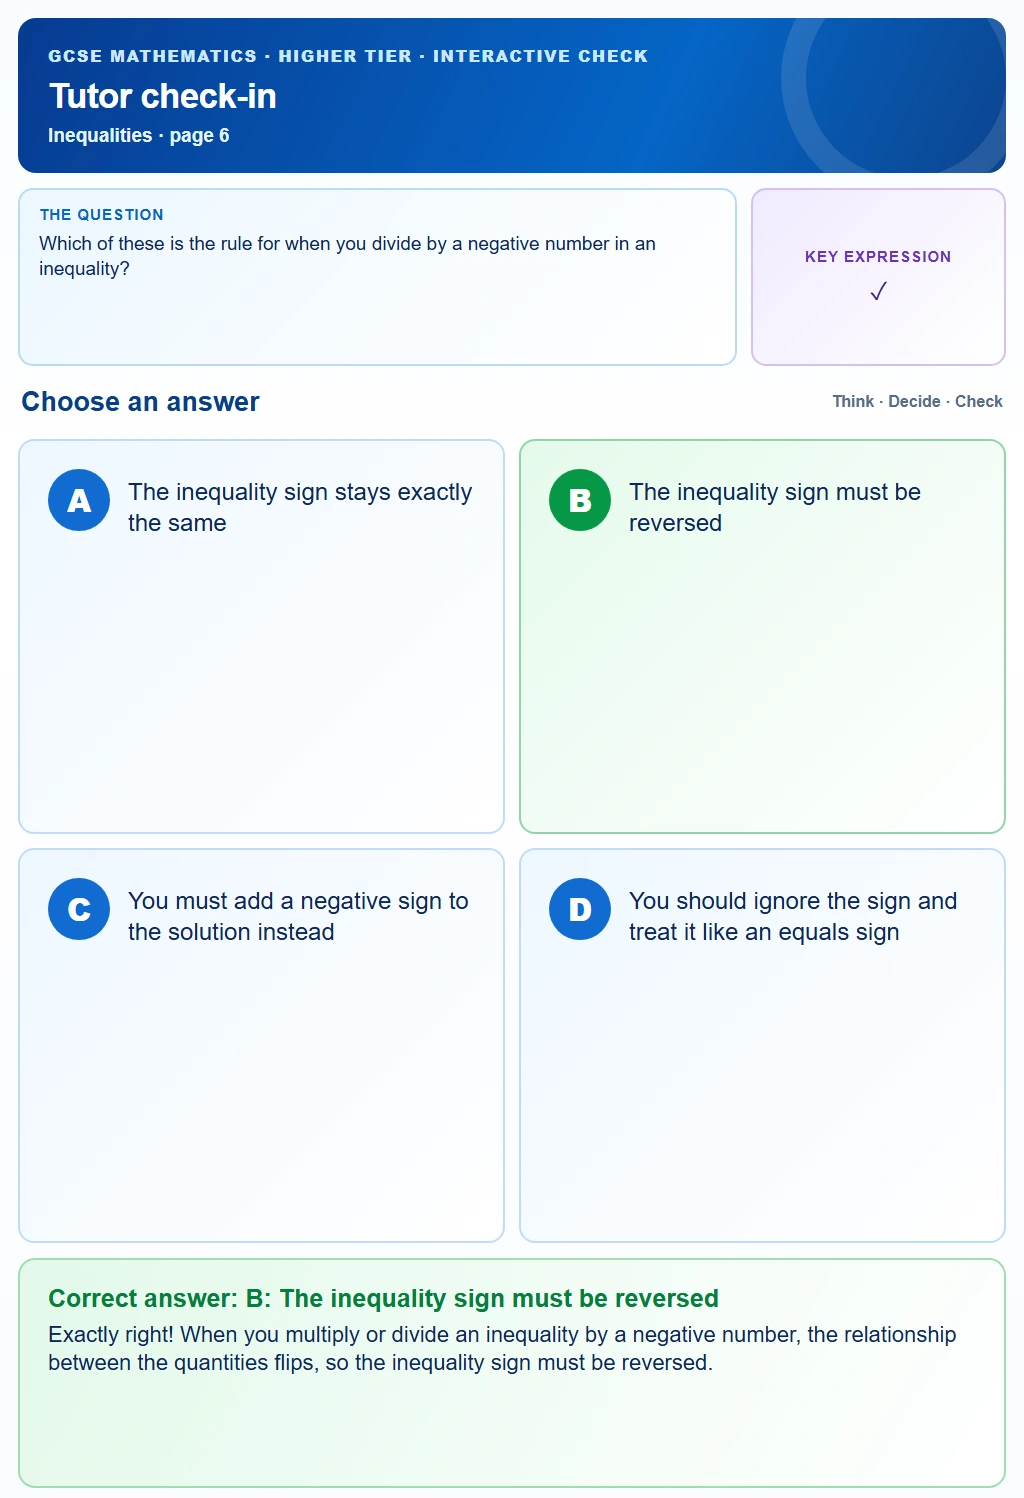 GCSE MATHEMATICS · HIGHER TIER · INTERACTIVE CHECK
Tutor check-in
Inequalities · page 6
THE QUESTION
Which of these is the rule for when you divide by a negative number in an
inequality?
KEY EXPRESSION
✓
Choose an answer
Think · Decide · Check
A
The inequality sign stays exactly
the same
B
The inequality sign must be
reversed
C
You must add a negative sign to
the solution instead
D
You should ignore the sign and
treat it like an equals sign
Correct answer: B: The inequality sign must be reversed
Exactly right! When you multiply or divide an inequality by a negative number, the relationship
between the quantities flips, so the inequality sign must be reversed.